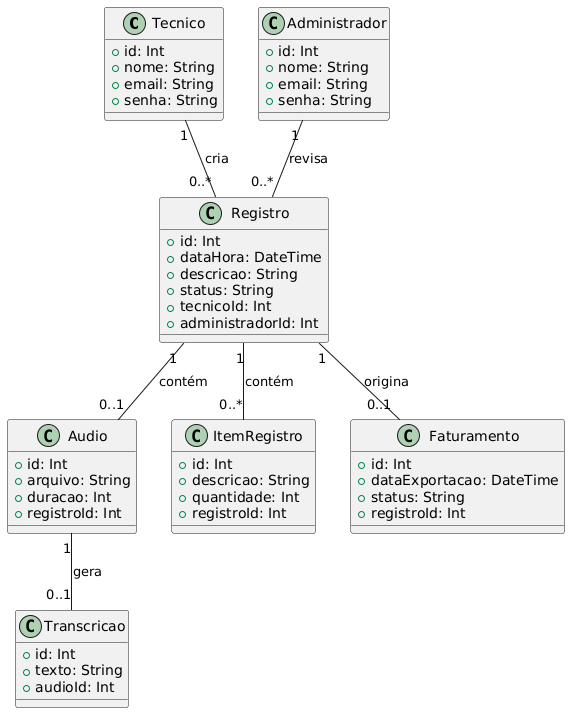 C Tecnico
id: Int
nome: String
email: String
senha: String
C Administrador
id: Int
nome: String
email: String
senha: String
1
1
cria
revisa
0..*
0..*
C Registro
id: Int
dataHora: DateTime
descricao: String
status: String
tecnicoId: Int
administradorId: Int
1
1
1
contém
contém
origina
0..1
0..*
0..1
C Audio
id: Int
arquivo: String
duracao: Int
registroId: Int
C ItemRegistro
id: Int
descricao: String
quantidade: Int
registroId: Int
C Faturamento
id: Int
dataExportacao: DateTime
status: String
registroId: Int
1
gera
0..1
C Transcricao
id: Int
texto: String
audioId: Int